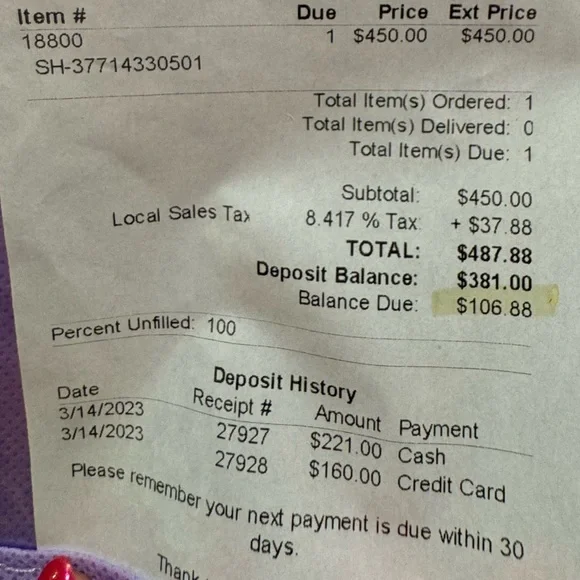 Item # Due Price Ext Price
18800 1 $450.00 $450.00
SH-37714330501
Total Item(s) Ordered: 1
Total Item(s) Delivered: 0
Total Item(s) Due: 1
Subtotal: $450.00
Local Sales Tax 8.417 % Tax: + $37.88
TOTAL: $487.88
Deposit Balance: $381.00
Balance Due: $106.88
Percent Unfilled: 100
Deposit History
Date Receipt # Amount Payment
3/14/2023 27927 $221.00 Cash
3/14/2023 27928 $160.00 Credit Card
Please remember your next payment is due within 30
days.
Thank